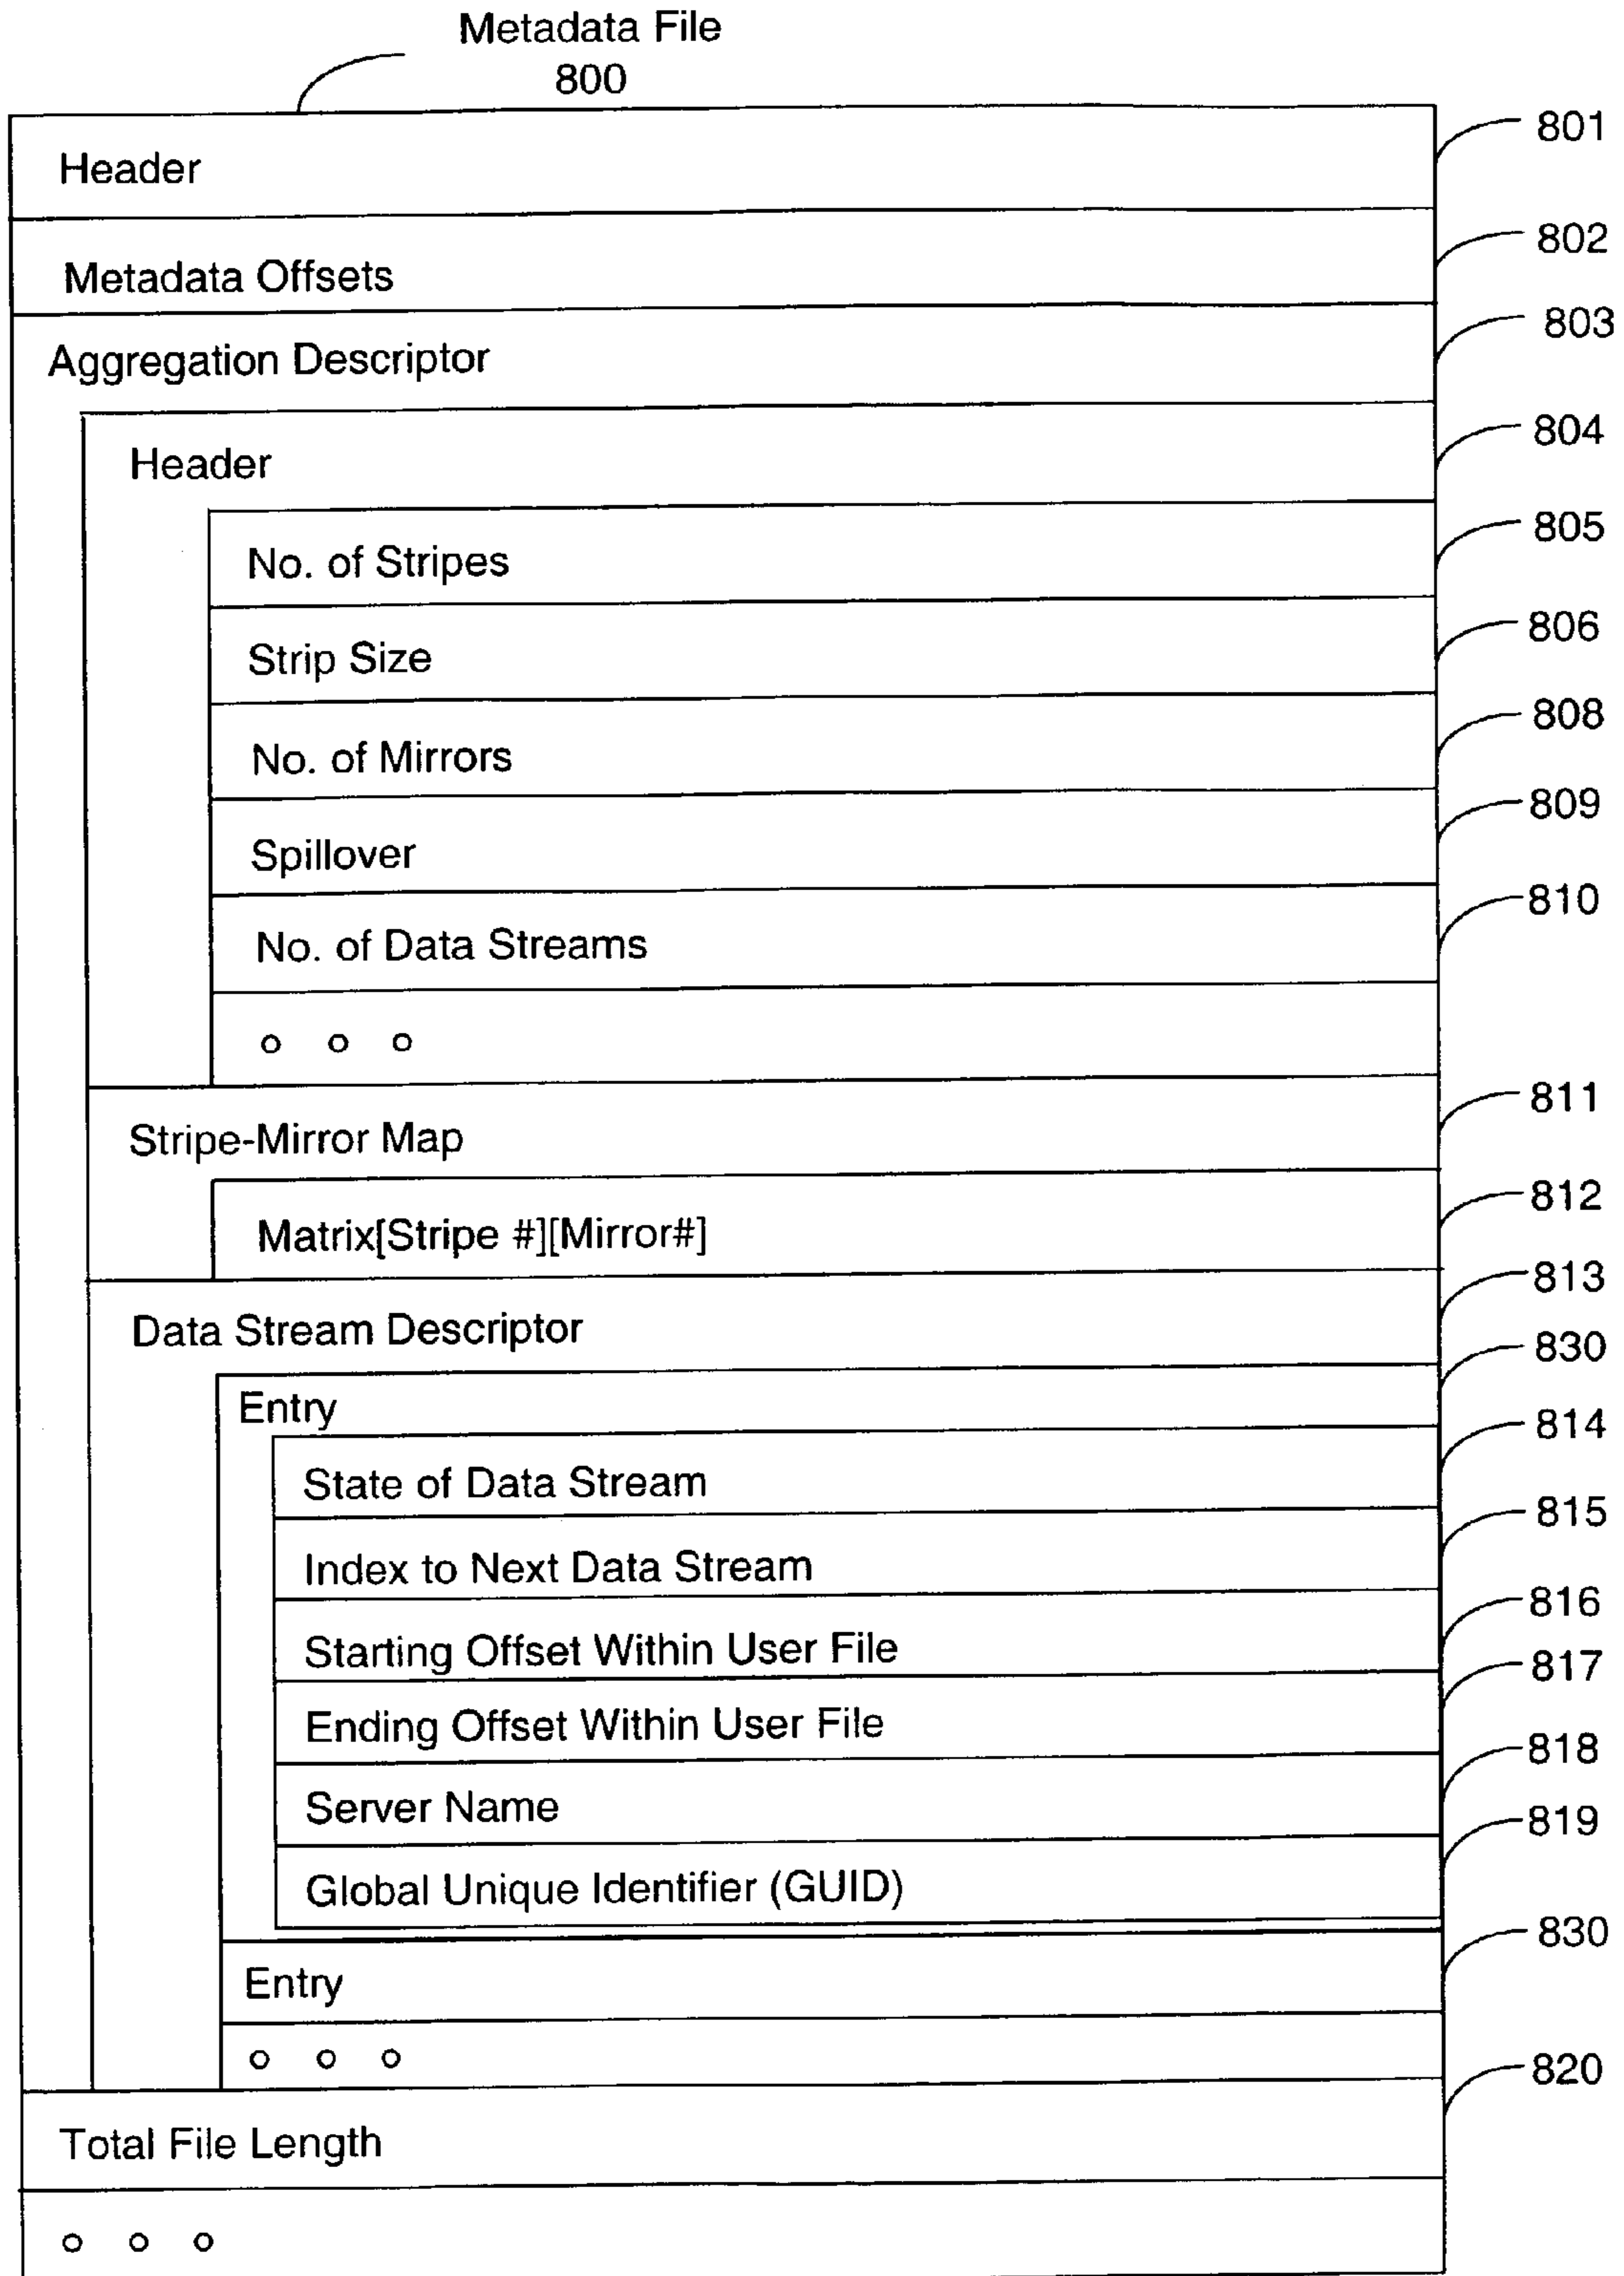 Metadata File
800
Header 801
Metadata Offsets 802
Aggregation Descriptor 803
Header 804
No. of Stripes 805
Strip Size 806
No. of Mirrors 808
Spillover 809
No. of Data Streams 810
o o o
Stripe-Mirror Map 811
Matrix[Stripe #][Mirror#] 812
Data Stream Descriptor 813
Entry 830
State of Data Stream 814
Index to Next Data Stream 815
Starting Offset Within User File 816
Ending Offset Within User File 817
Server Name 818
Global Unique Identifier (GUID) 819
Entry 830
o o o
Total File Length 820
o o o